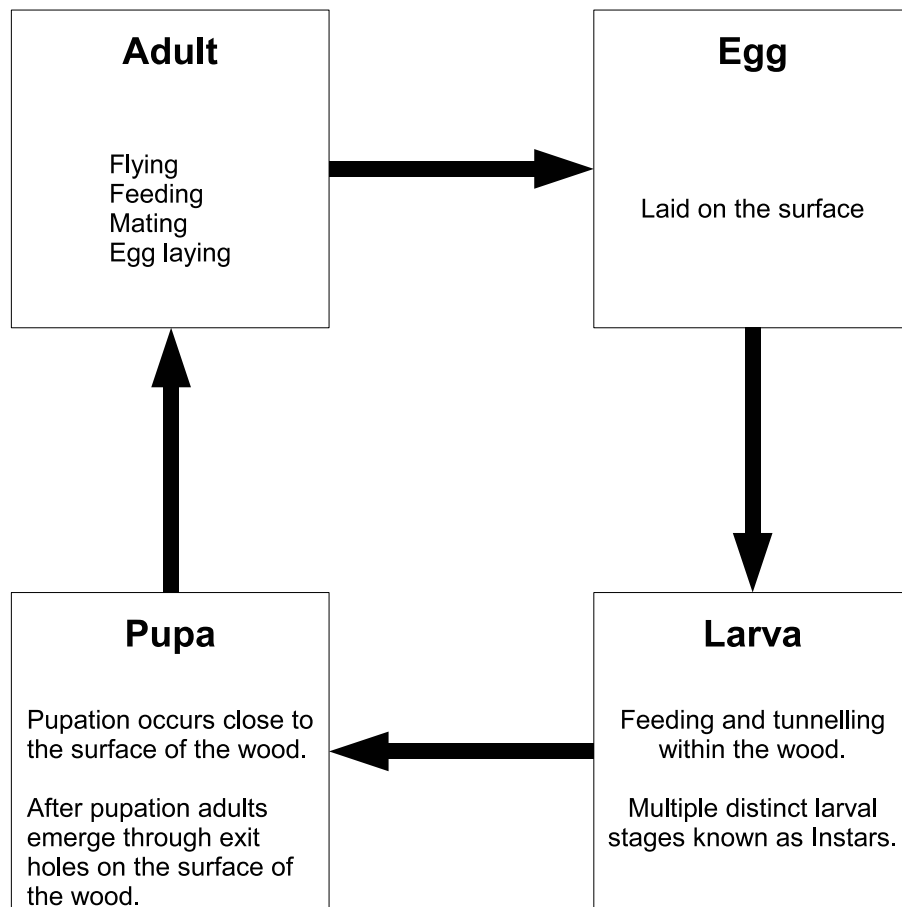 Adult
Flying
Feeding
Mating
Egg laying
Egg
Laid on the surface
Pupa
Pupation occurs close to
the surface of the wood.
After pupation adults
emerge through exit
holes on the surface of
the wood.
Larva
Feeding and tunnelling
within the wood.
Multiple distinct larval
stages known as Instars.